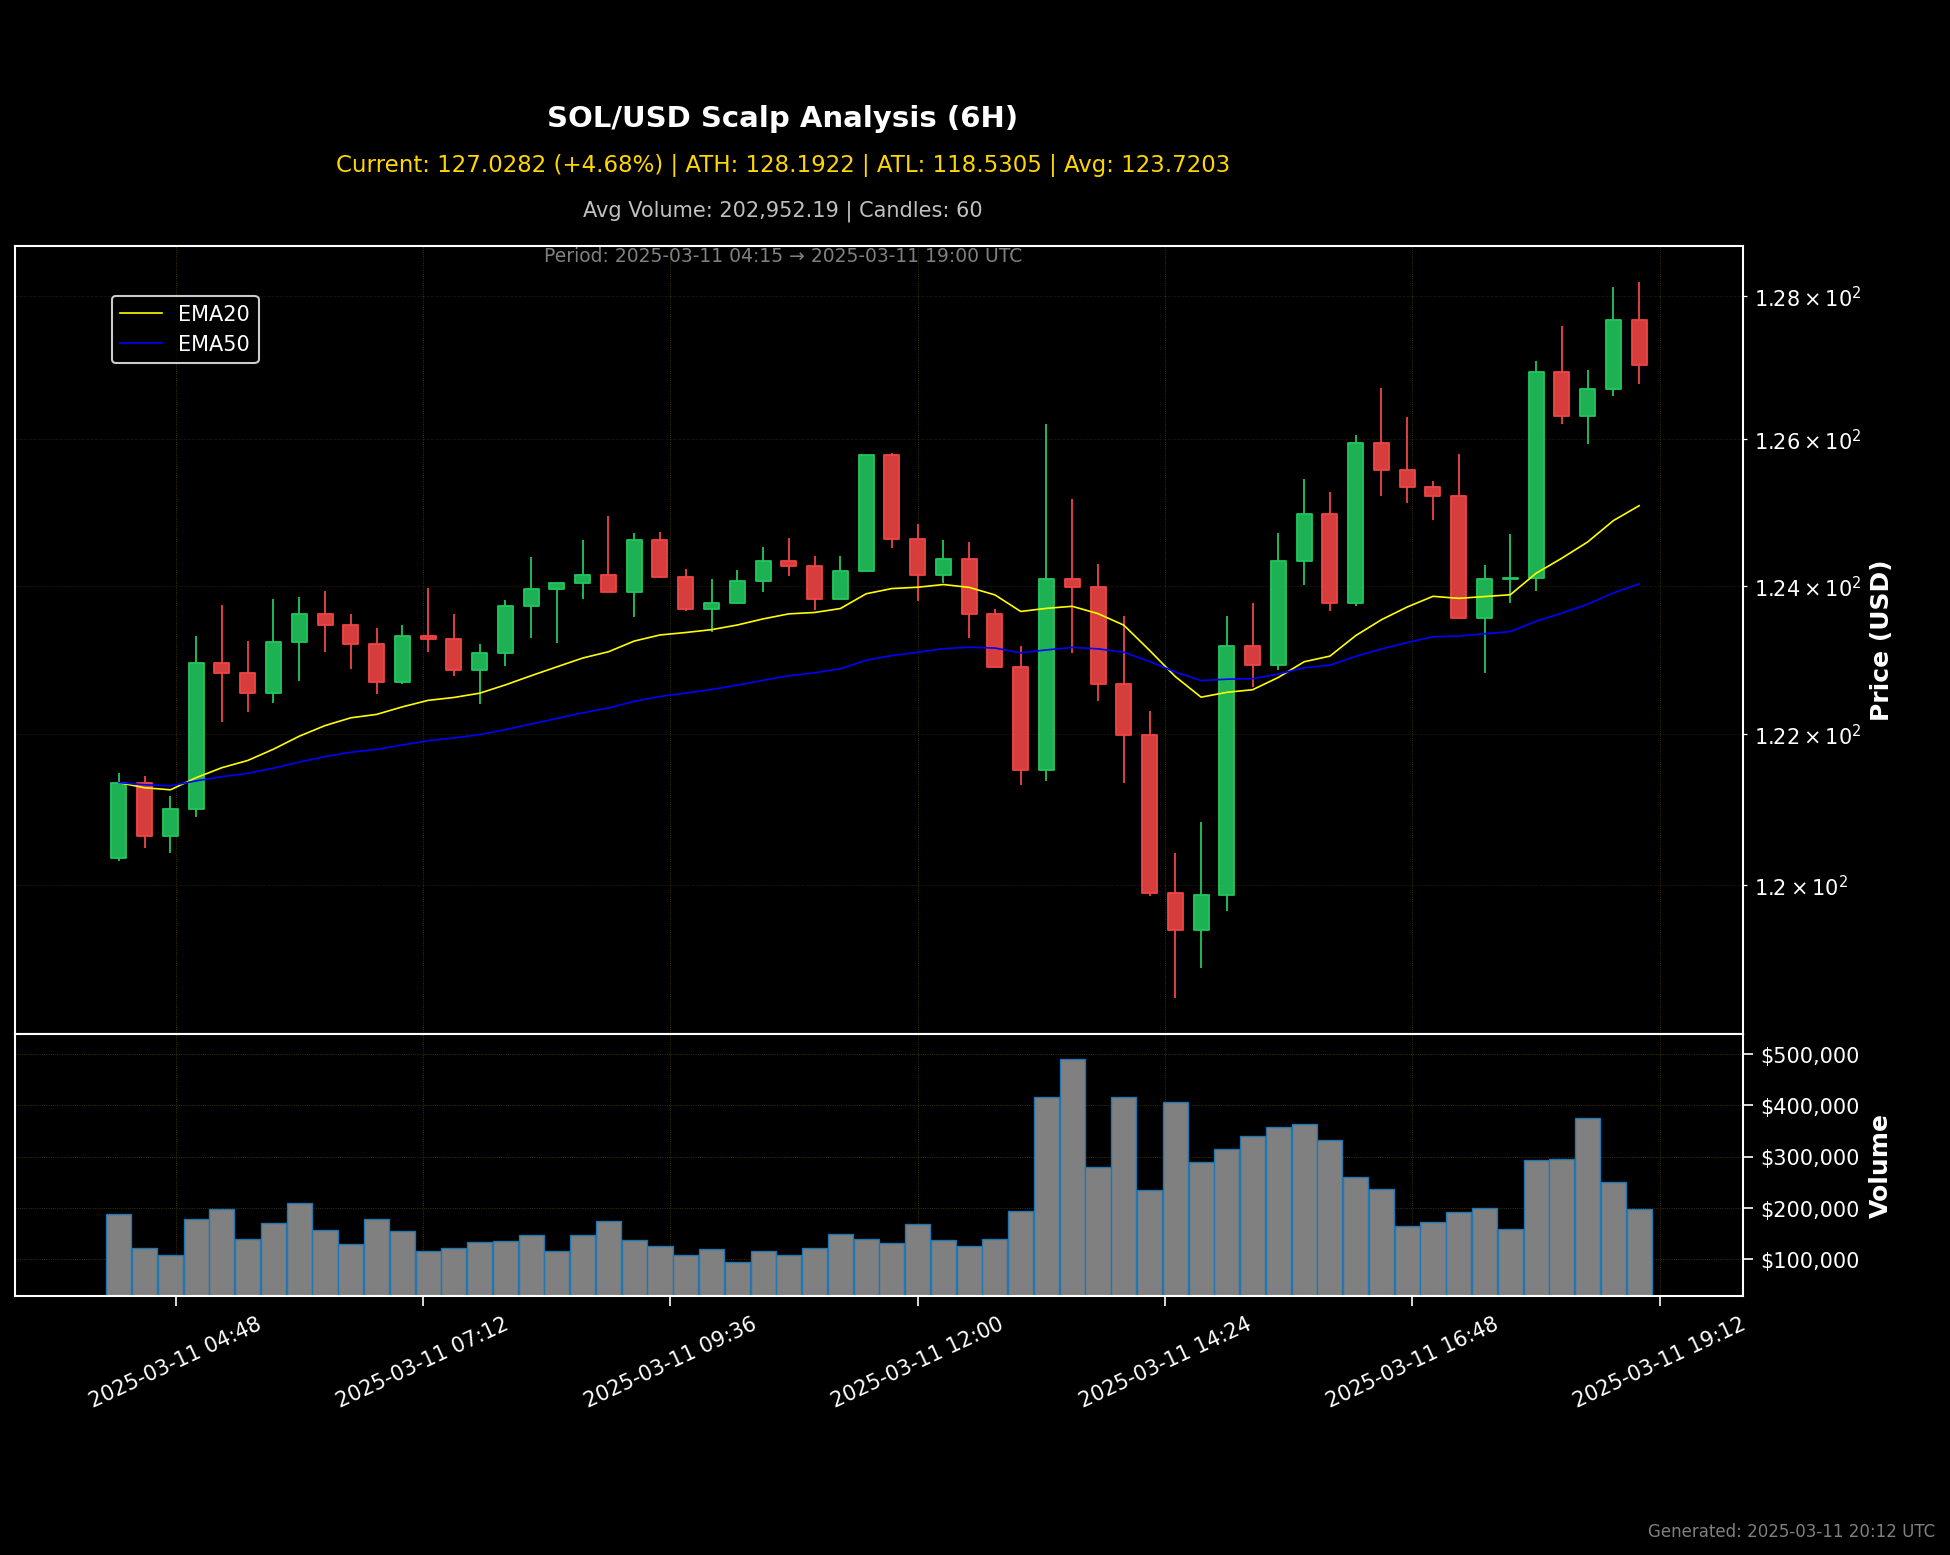 SOL/USD Scalp Analysis (6H)
Current: 127.0282 (+4.68%) | ATH: 128.1922 | ATL: 118.5305 | Avg: 123.7203
Avg Volume: 202,952.19 | Candles: 60
Period: 2025-03-11 04:15 → 2025-03-11 19:00 UTC
EMA20
EMA50
1.28 × 10²
1.26 × 10²
1.24 × 10²
1.22 × 10²
1.2 × 10²
Price (USD)
$500,000
$400,000
$300,000
$200,000
$100,000
Volume
2025-03-11 04:48
2025-03-11 07:12
2025-03-11 09:36
2025-03-11 12:00
2025-03-11 14:24
2025-03-11 16:48
2025-03-11 19:12
Generated: 2025-03-11 20:12 UTC